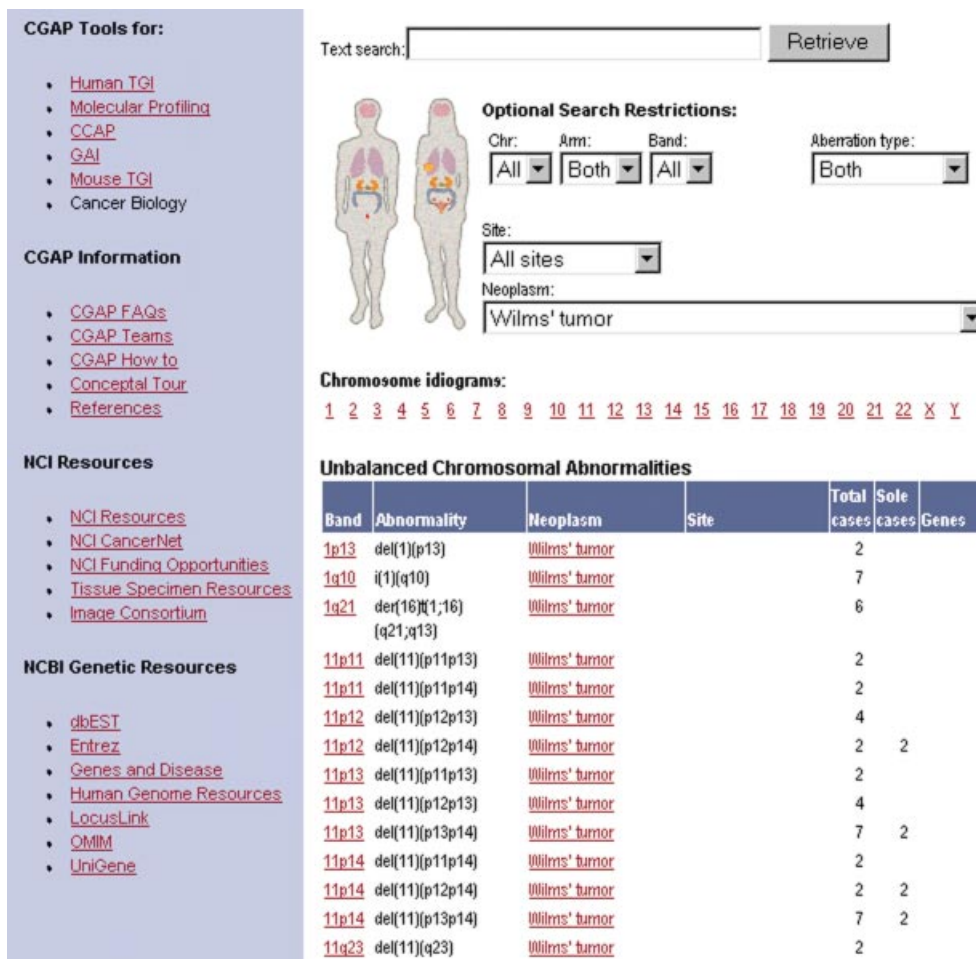 CGAP Tools for:
Human TGI
Molecular Profiling
CCAP
GAI
Mouse TGI
Cancer Biology
CGAP Information
CGAP FAQs
CGAP Teams
CGAP How to
Conceptal Tour
References
NCI Resources
NCI Resources
NCI CancerNet
NCI Funding Opportunities
Tissue Specimen Resources
Image Consortium
NCBI Genetic Resources
dbEST
Entrez
Genes and Disease
Human Genome Resources
LocusLink
OMIM
UniGene
Text search: Retrieve
Optional Search Restrictions:
Chr: Arm: Band: Aberration type:
All Both All Both
Site:
All sites
Neoplasm:
Wilms' tumor
Chromosome idiograms:
1 2 3 4 5 6 7 8 9 10 11 12 13 14 15 16 17 18 19 20 21 22 X Y
Unbalanced Chromosomal Abnormalities
Total Sole
Band Abnormality Neoplasm Site cases cases Genes
1p13 del(1)(p13) Wilms' tumor 2
1q10 i(1)(q10) Wilms' tumor 7
1q21 der(16)t(1;16) Wilms' tumor 6
(q21;q13)
11p11 del(11)(p11p13) Wilms' tumor 2
11p11 del(11)(p11p14) Wilms' tumor 2
11p12 del(11)(p12p13) Wilms' tumor 4
11p12 del(11)(p12p14) Wilms' tumor 2 2
11p13 del(11)(p11p13) Wilms' tumor 2
11p13 del(11)(p12p13) Wilms' tumor 4
11p13 del(11)(p13p14) Wilms' tumor 7 2
11p14 del(11)(p11p14) Wilms' tumor 2
11p14 del(11)(p12p14) Wilms' tumor 2 2
11p14 del(11)(p13p14) Wilms' tumor 7 2
11q23 del(11)(q23) Wilms' tumor 2